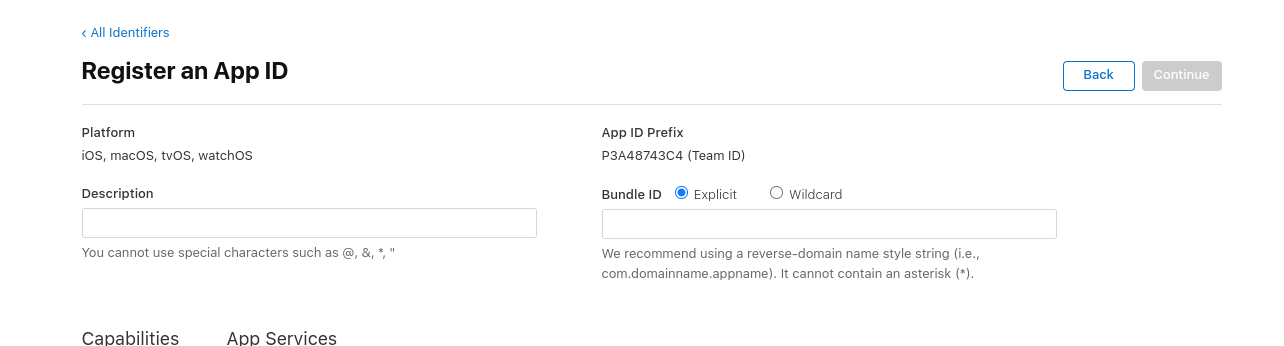 ‹ All Identifiers
Register an App ID
Back
Continue
Platform
iOS, macOS, tvOS, watchOS
App ID Prefix
P3A48743C4 (Team ID)
Description
You cannot use special characters such as @, &, *, "
Bundle ID Explicit Wildcard
We recommend using a reverse-domain name style string (i.e.,
com.domainname.appname). It cannot contain an asterisk (*).
Capabilities App Services